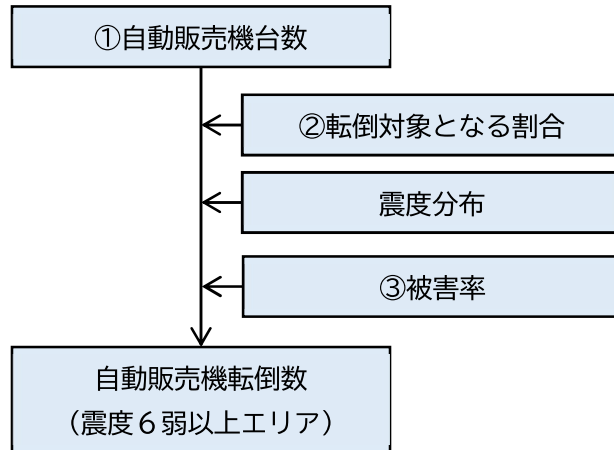 ①自動販売機台数
②転倒対象となる割合
震度分布
③被害率
自動販売機転倒数
（震度６弱以上エリア）